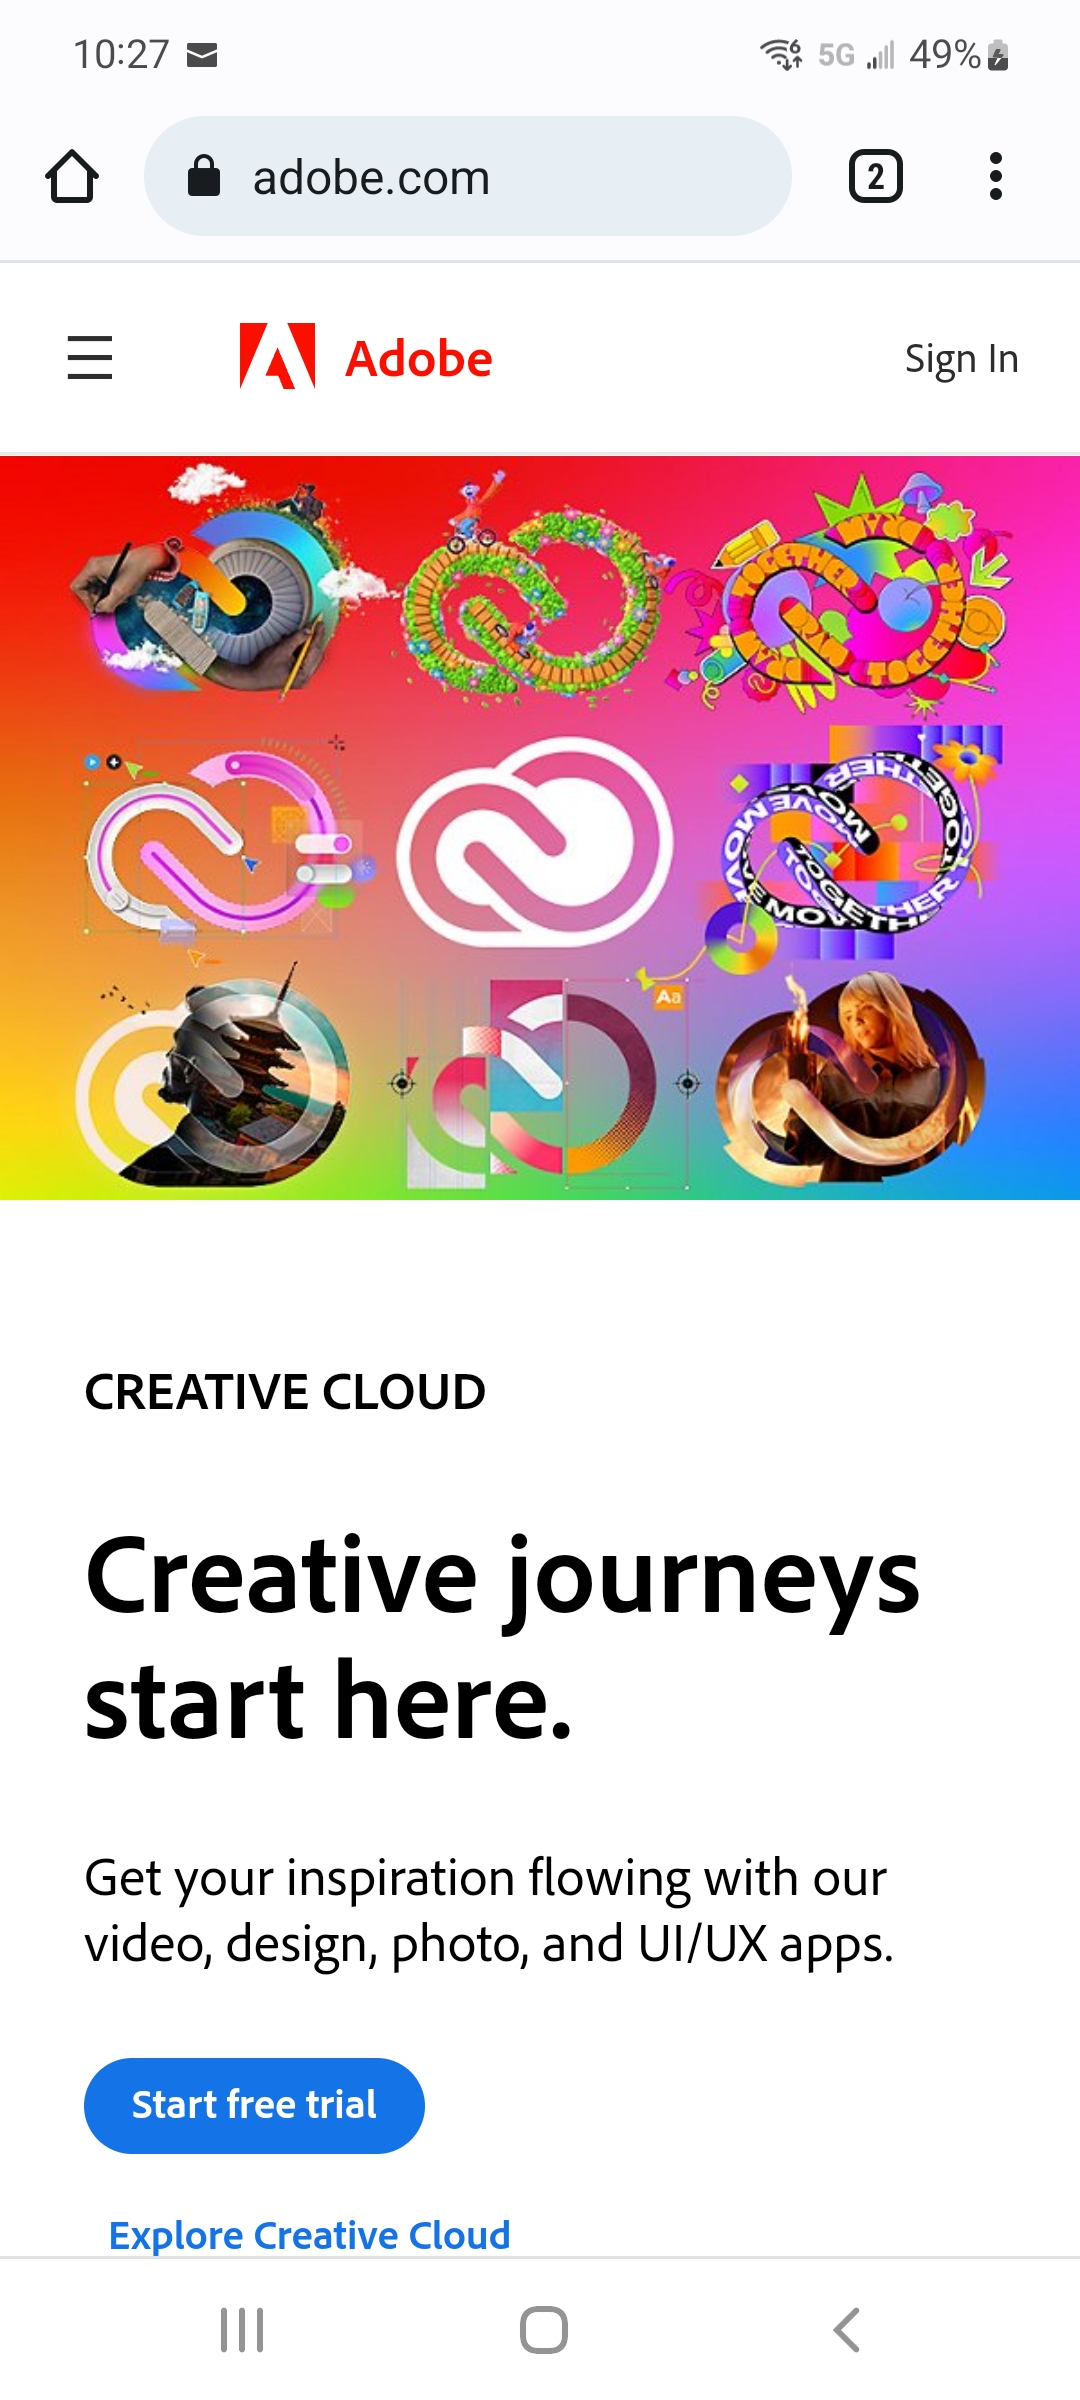 10:27
5G 49%
adobe.com
2
Adobe
Sign In
TOGETHER
TOGETHER
MOVE MOVE
TOGETHER
Aa
CREATIVE CLOUD
Creative journeys
start here.
Get your inspiration flowing with our
video, design, photo, and UI/UX apps.
Start free trial
Explore Creative Cloud